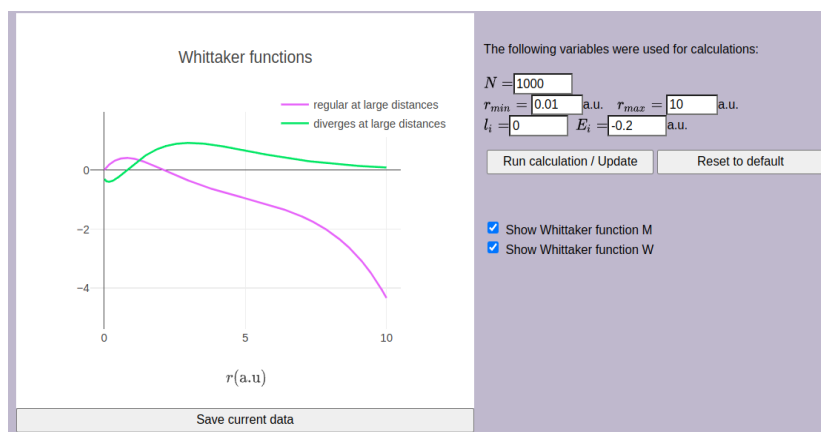 Whittaker functions
regular at large distances
diverges at large distances
0
−2
−4
0 5 10
r(a.u)
Save current data
The following variables were used for calculations:
N = 1000
r_min = 0.01 a.u. r_max = 10 a.u.
l_i = 0 E_i = -0.2 a.u.
Run calculation / Update Reset to default
Show Whittaker function M
Show Whittaker function W